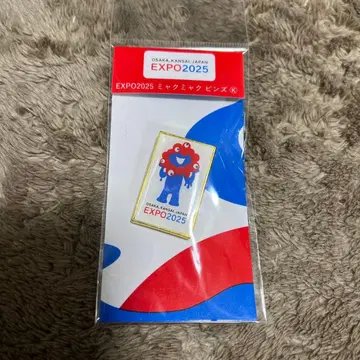 OSAKA, KANSAI, JAPAN
EXPO2025
EXPO2025 ミャクミャク ピンズ Ⓚ
OSAKA, KANSAI, JAPAN
EXPO2025